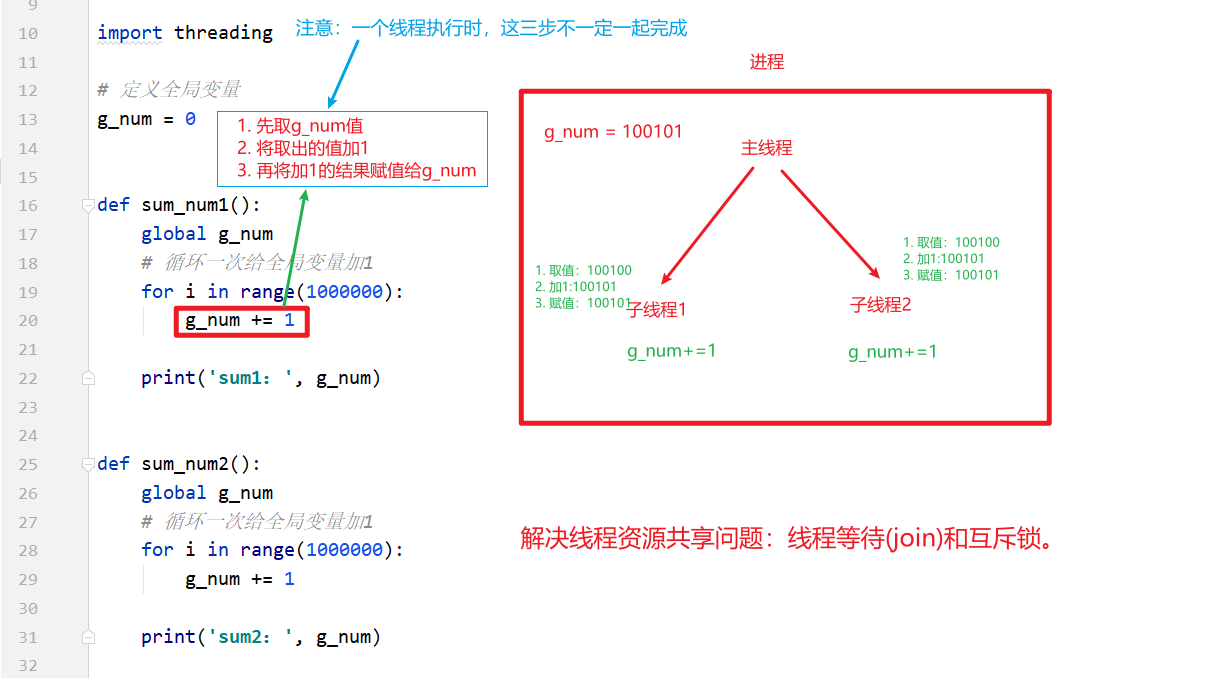 9
10 import threading
11
12 # 定义全局变量
13 g_num = 0
14
15
16 def sum_num1():
17 global g_num
18 # 循环一次给全局变量加1
19 for i in range(1000000):
20 g_num += 1
21
22 print('sum1: ', g_num)
23
24
25 def sum_num2():
26 global g_num
27 # 循环一次给全局变量加1
28 for i in range(1000000):
29 g_num += 1
30
31 print('sum2: ', g_num)
32
注意：一个线程执行时，这三步不一定一起完成
1. 先取g_num值
2. 将取出的值加1
3. 再将加1的结果赋值给g_num
进程
g_num = 100101
主线程
1. 取值：100100
2. 加1:100101
3. 赋值：100101
子线程1
g_num+=1
1. 取值：100100
2. 加1:100101
3. 赋值：100101
子线程2
g_num+=1
解决线程资源共享问题：线程等待(join)和互斥锁。